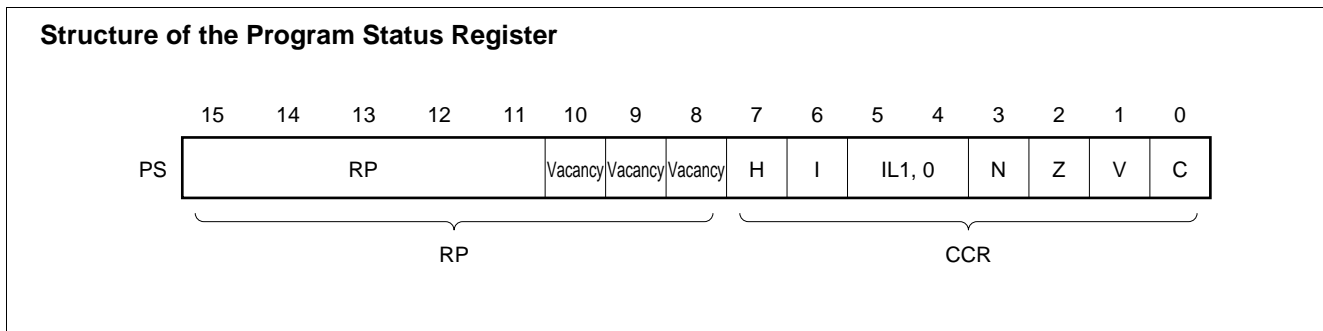 Structure of the Program Status Register
15 14 13 12 11 10 9 8 7 6 5 4 3 2 1 0
PS RP Vacancy Vacancy Vacancy H I IL1, 0 N Z V C
RP CCR